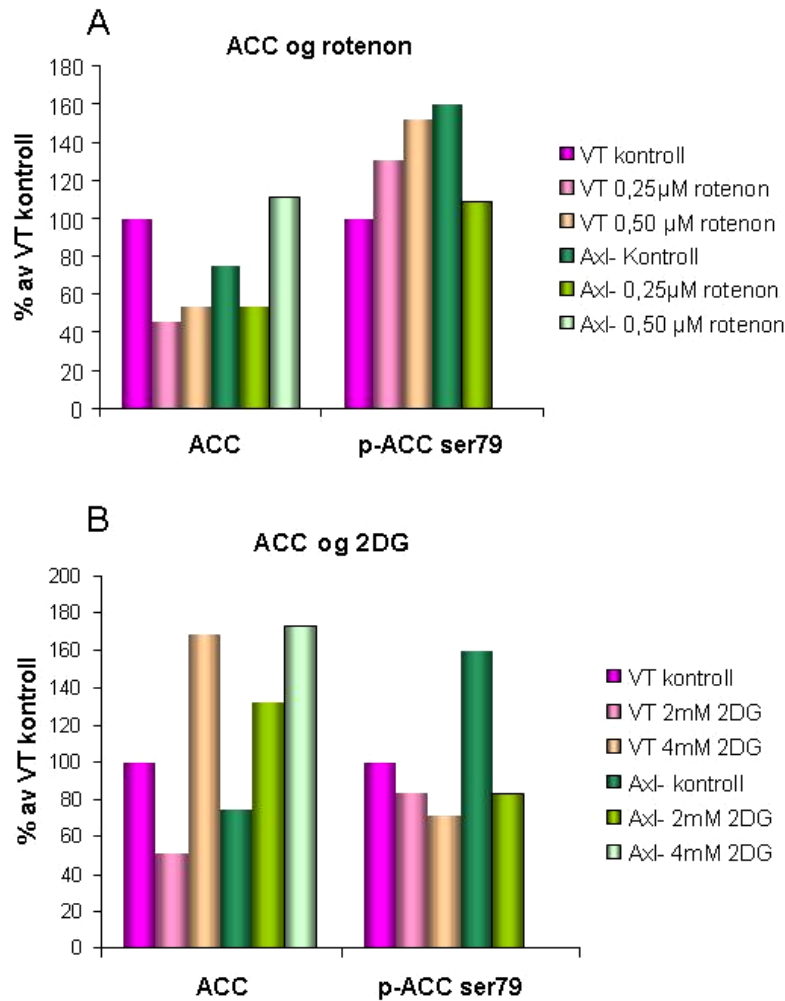 A
ACC og rotenon
% av VT kontroll
180
160
140
120
100
80
60
40
20
0
ACC
p-ACC ser79
VT kontroll
VT 0,25µM rotenon
VT 0,50 µM rotenon
Axl- Kontroll
Axl- 0,25µM rotenon
Axl- 0,50 µM rotenon
B
ACC og 2DG
% av VT kontroll
200
180
160
140
120
100
80
60
40
20
0
ACC
p-ACC ser79
VT kontroll
VT 2mM 2DG
VT 4mM 2DG
Axl- kontroll
Axl- 2mM 2DG
Axl- 4mM 2DG